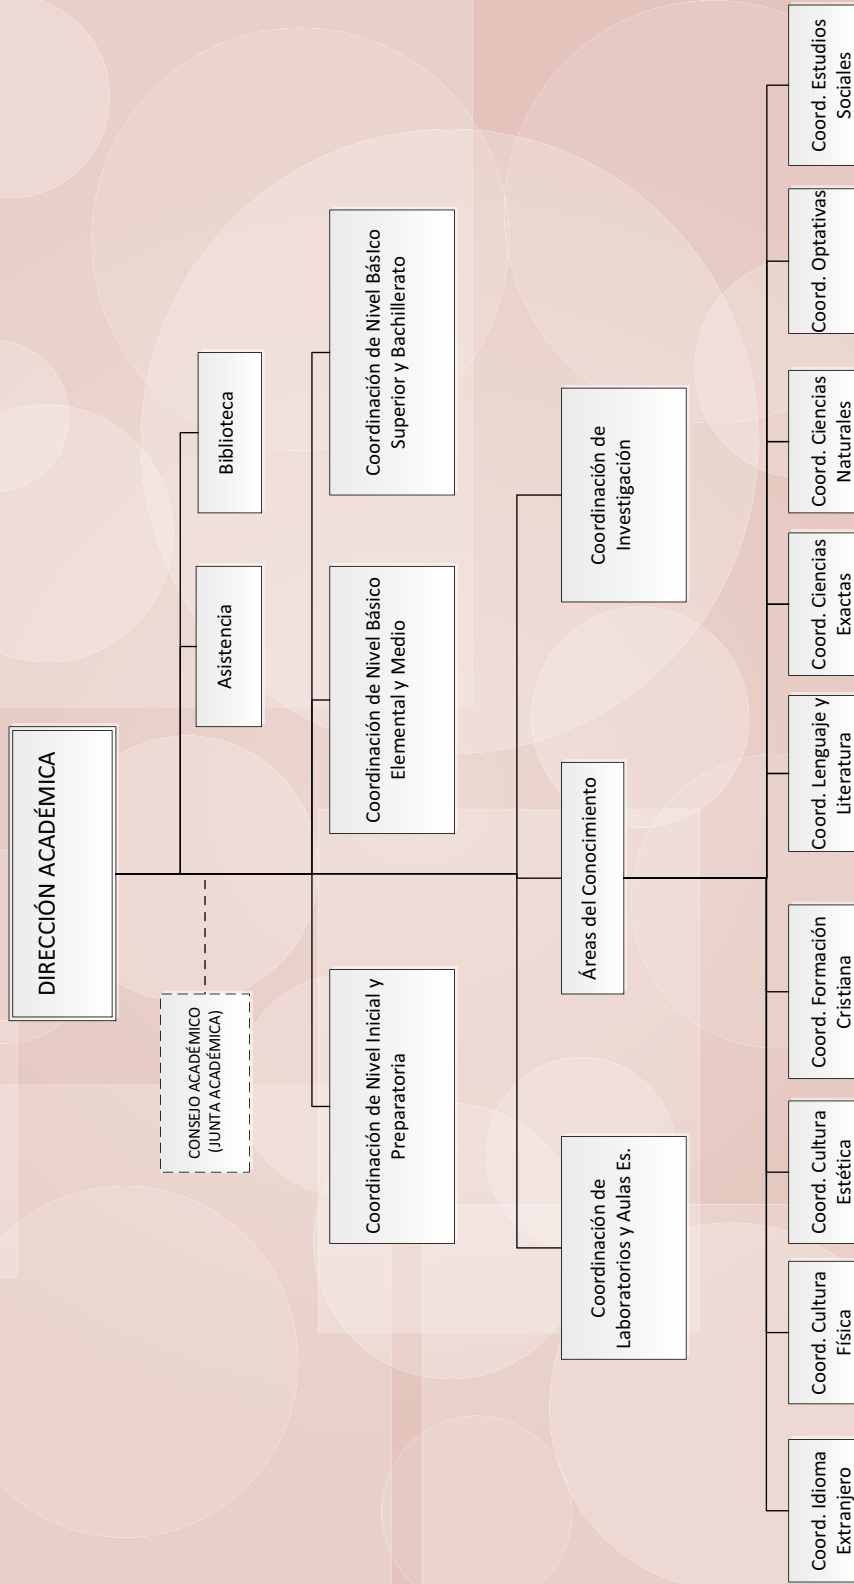 DIRECCIÓN ACADÉMICA
CONSEJO ACADÉMICO
(JUNTA ACADÉMICA)
Asistencia
Biblioteca
Coordinación de Nivel Inicial y
Preparatoria
Coordinación de Nivel Básico
Elemental y Medio
Coordinación de Nivel BásIco
Superior y Bachillerato
Coordinación de
Laboratorios y Aulas Es.
Áreas del Conocimiento
Coordinación de
Investigación
Coord. Idioma
Extranjero
Coord. Cultura
Física
Coord. Cultura
Estética
Coord. Formación
Cristiana
Coord. Lenguaje y
Literatura
Coord. Ciencias
Exactas
Coord. Ciencias
Naturales
Coord. Optativas
Coord. Estudios
Sociales